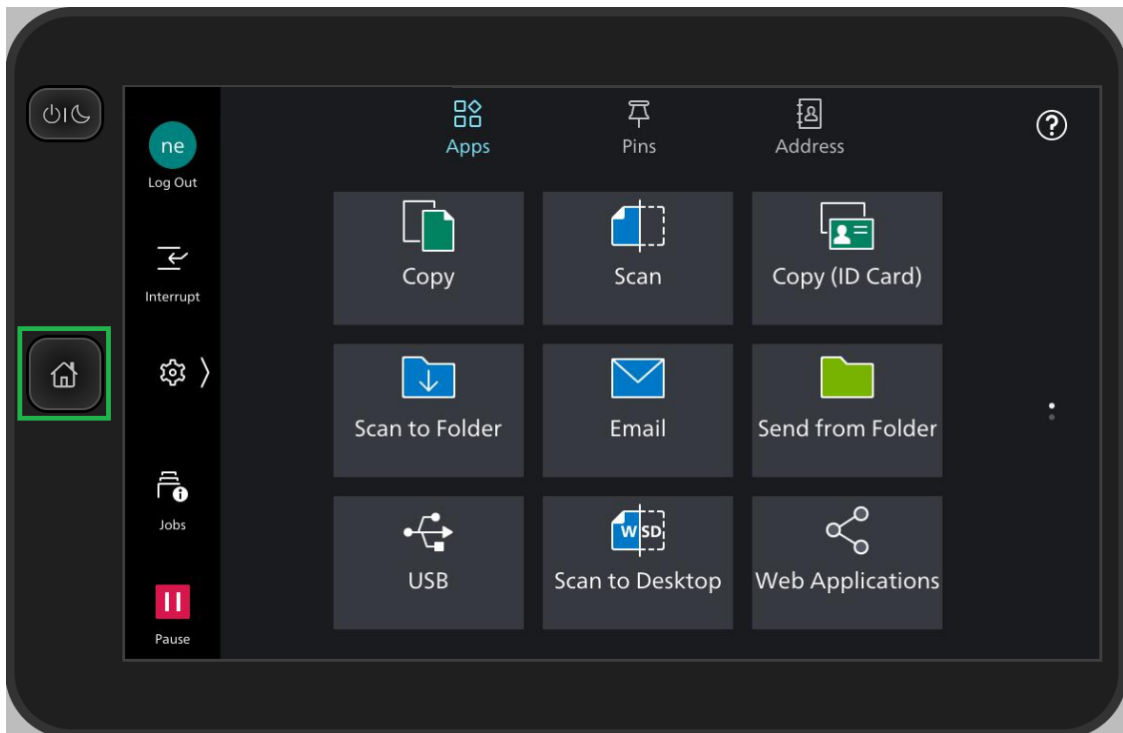 ne
Log Out
Interrupt
Jobs
Pause
Apps
Pins
Address
?
Copy
Scan
Copy (ID Card)
Scan to Folder
Email
Send from Folder
USB
W SD
Scan to Desktop
Web Applications